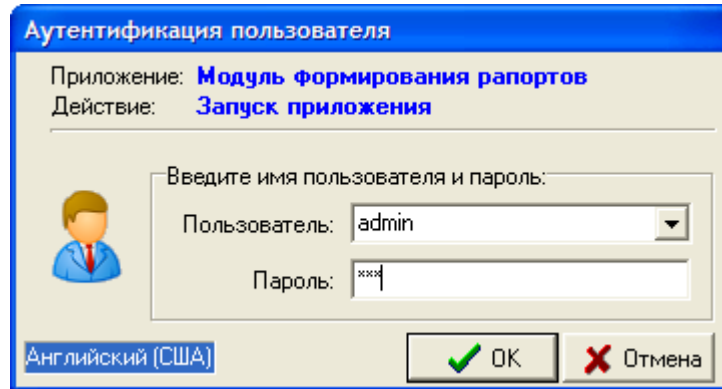 Аутентификация пользователя
Приложение: Модуль формирования рапортов
Действие: Запуск приложения
Введите имя пользователя и пароль:
Пользователь: admin
Пароль: ***
Английский (США) OK Отмена